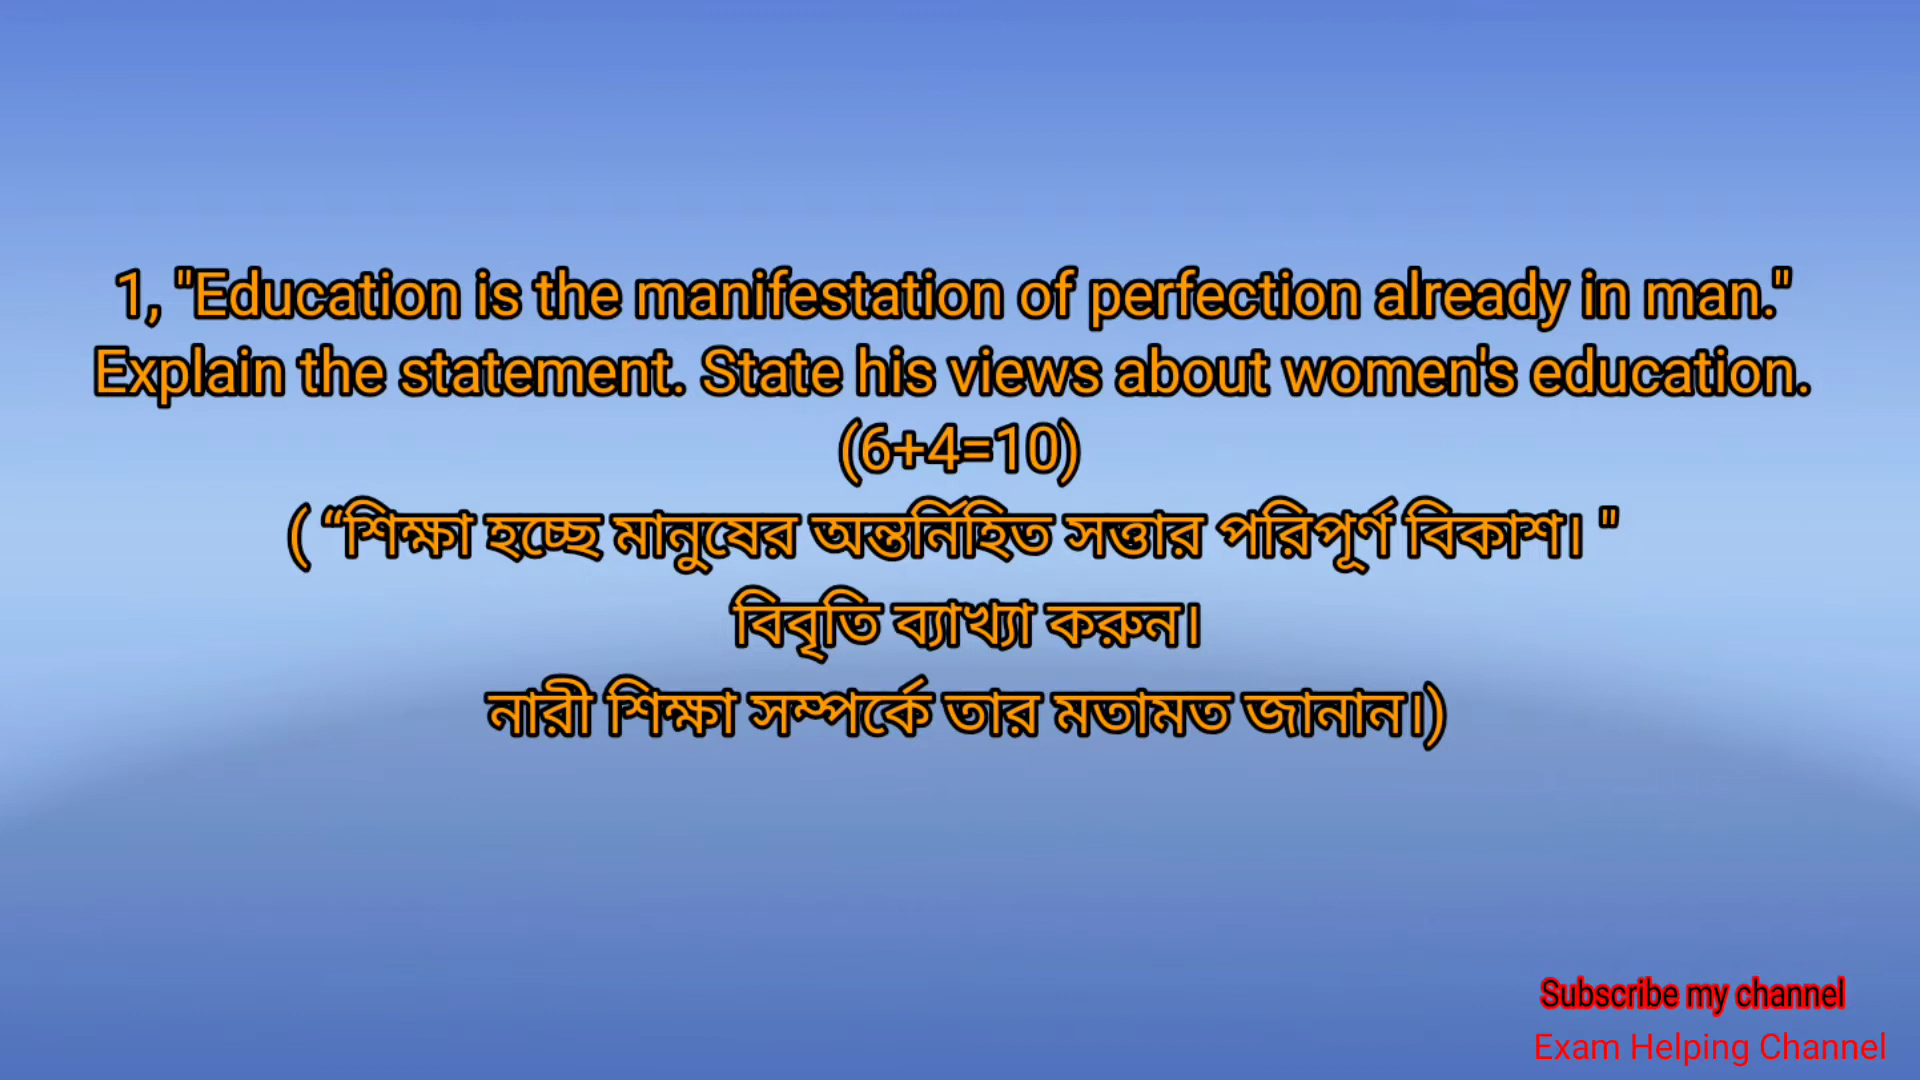 1, "Education is the manifestation of perfection already in man."
Explain the statement. State his views about women's education.
(6+4=10)
( “শিক্ষা হচ্ছে মানুষের অন্তর্নিহিত সত্তার পরিপূর্ণ বিকাশ। "
বিবৃতি ব্যাখ্যা করুন।
নারী শিক্ষা সম্পর্কে তার মতামত জানান।)
Subscribe my channel
Exam Helping Channel